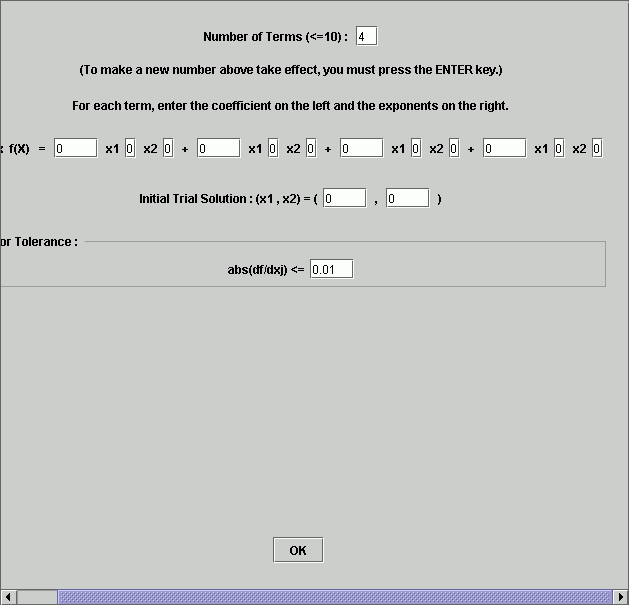 Number of Terms (<=10) : 4
(To make a new number above take effect, you must press the ENTER key.)
For each term, enter the coefficient on the left and the exponents on the right.
: f(X) = 0 x1 0 x2 0 + 0 x1 0 x2 0 + 0 x1 0 x2 0 + 0 x1 0 x2 0
Initial Trial Solution : (x1 , x2) = ( 0 , 0 )
or Tolerance :
abs(df/dxj) <= 0.01
OK